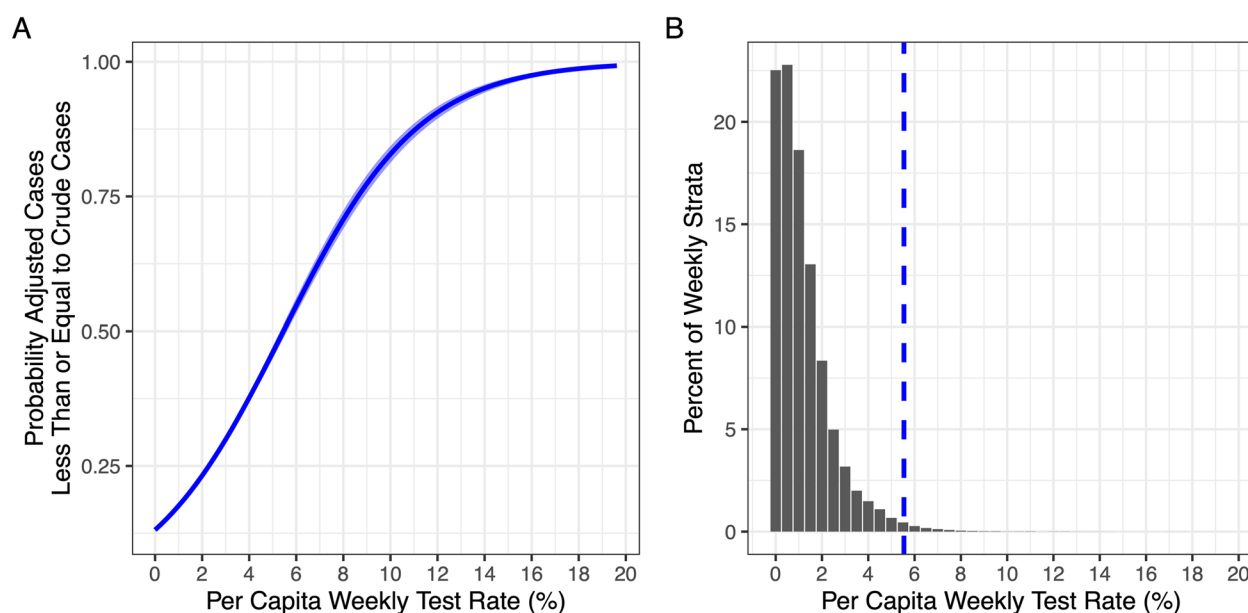 A
Probability Adjusted Cases
Less Than or Equal to Crude Cases
1.00
0.75
0.50
0.25
0 2 4 6 8 10 12 14 16 18 20
Per Capita Weekly Test Rate (%)
B
Percent of Weekly Strata
20
15
10
5
0
0 2 4 6 8 10 12 14 16 18 20
Per Capita Weekly Test Rate (%)